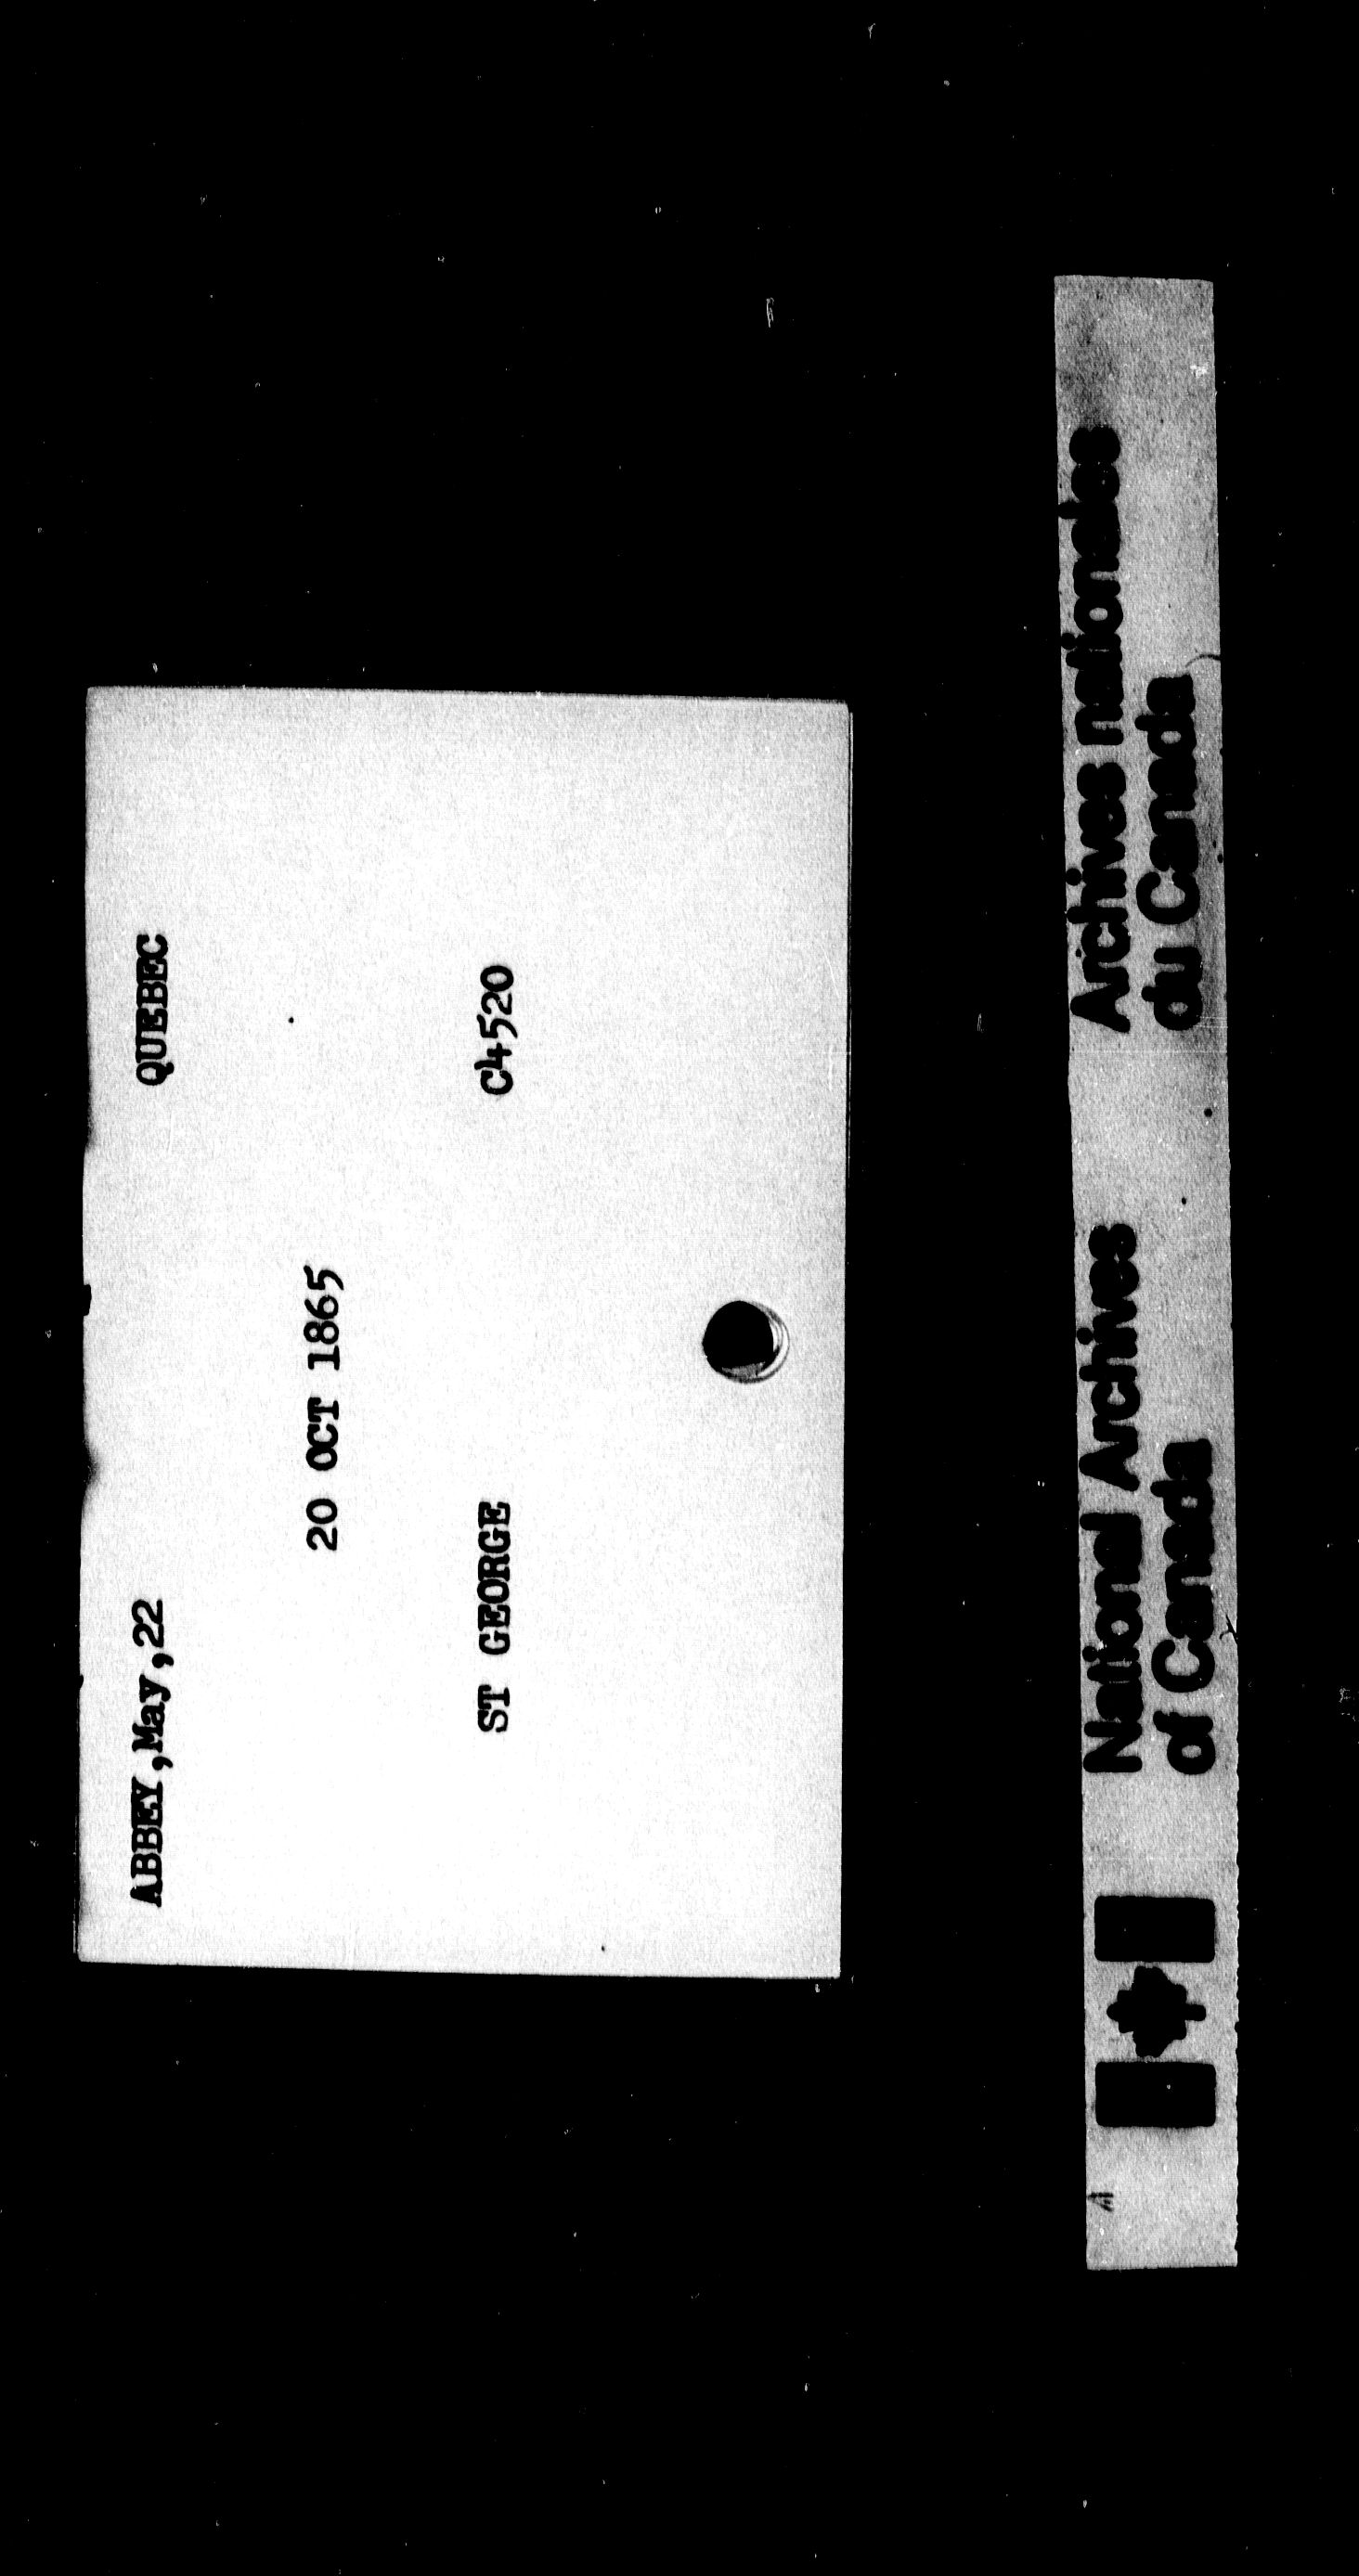 ABBEY,May,22 QUEBEC
20 OCT 1865
ST GEORGE C4520
National Archives
of Canada
Archives nationales
du Canada